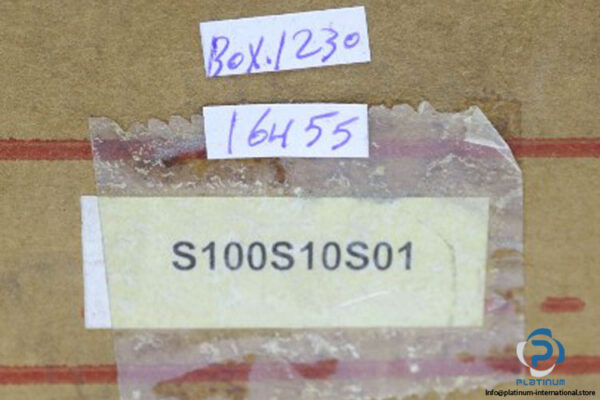 Box.1230
16455
S100S10S01
PLATINUM
Info@platinum-international.store